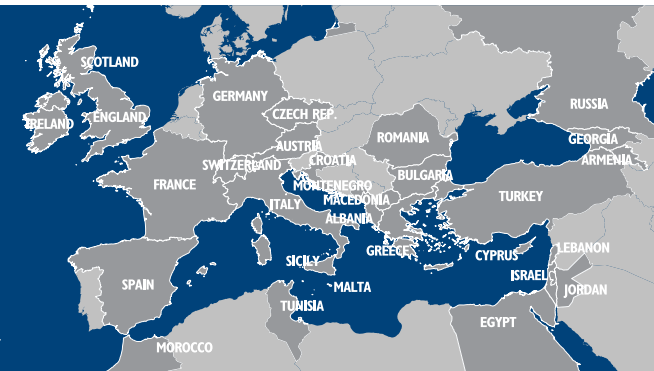 SCOTLAND
GERMANY
RUSSIA
CZECH REP.
IRELAND
ENGLAND
ROMANIA
GEORGIA
AUSTRIA
SWITZERLAND
CROATIA
ARMENIA
BULGARIA
FRANCE
MONTENEGRO
TURKEY
MACEDONIA
ITALY
ALBANIA
GREECE
LEBANON
CYPRUS
SICILY
ISRAEL
SPAIN
MALTA
JORDAN
TUNISIA
EGYPT
MOROCCO